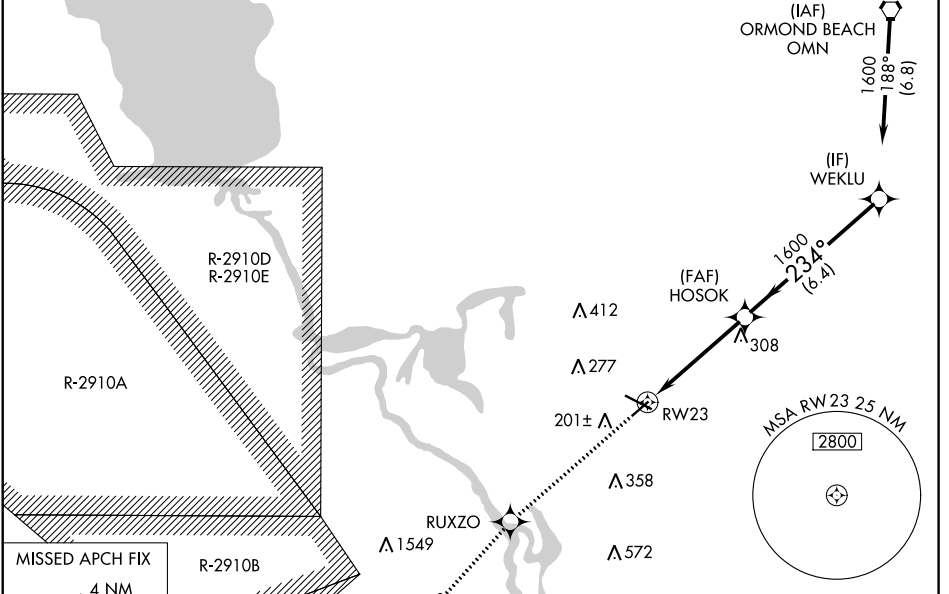 (IAF)
ORMOND BEACH
OMN
1600
188°
(6.8)
(IF)
WEKLU
1600
234°
(6.4)
(FAF)
HOSOK
R-2910D
R-2910E
412
308
277
R-2910A
RW23
201±
MSA RW23 25 NM
2800
358
RUXZO
1549
572
MISSED APCH FIX
4 NM
R-2910B